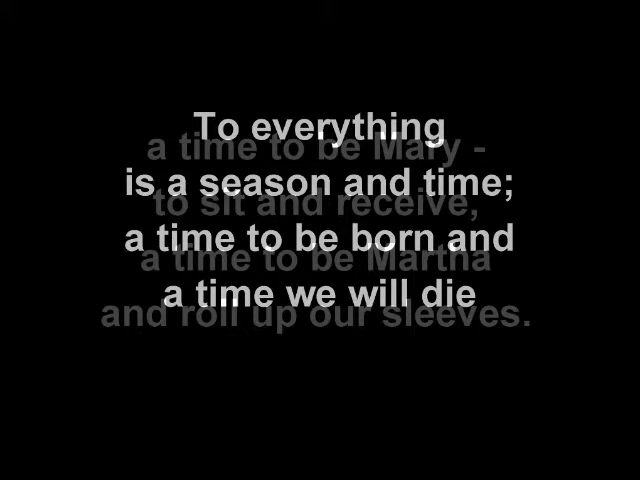 To everything
is a season and time;
a time to be born and
a time we will die
a time to be Mary -
to sit and receive,
a time to be Martha
and roll up our sleeves.